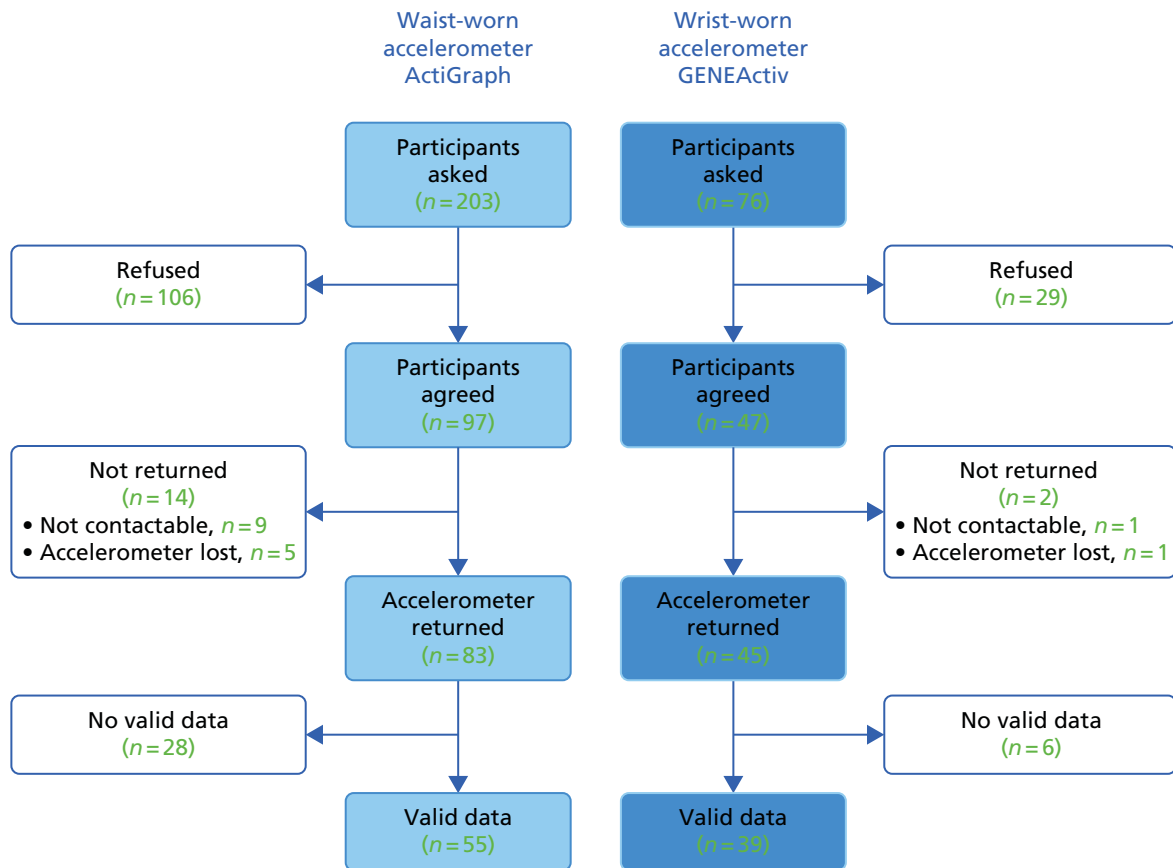 Waist-worn
accelerometer
ActiGraph
Wrist-worn
accelerometer
GENEActiv
Participants
asked
(n=203)
Participants
asked
(n=76)
Refused
(n=106)
Refused
(n=29)
Participants
agreed
(n=97)
Participants
agreed
(n=47)
Not returned
(n=14)
• Not contactable, n=9
• Accelerometer lost, n=5
Not returned
(n=2)
• Not contactable, n=1
• Accelerometer lost, n=1
Accelerometer
returned
(n=83)
Accelerometer
returned
(n=45)
No valid data
(n=28)
No valid data
(n=6)
Valid data
(n=55)
Valid data
(n=39)